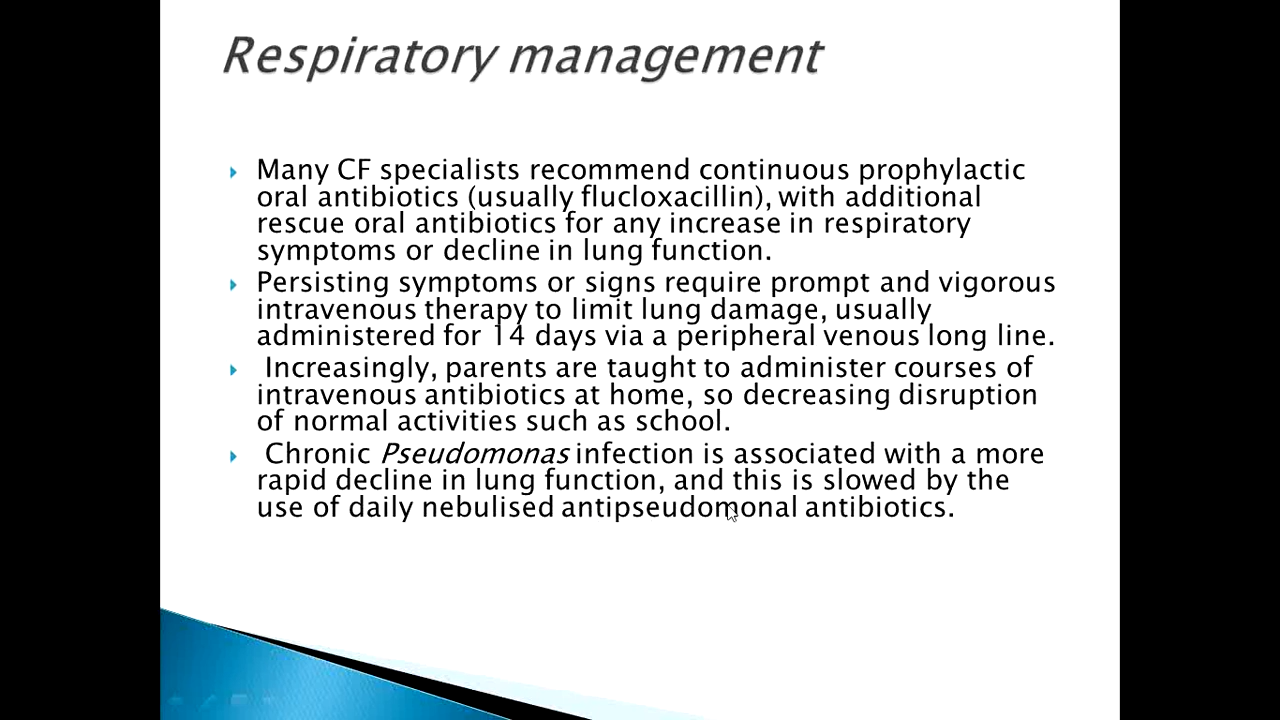 Respiratory management
Many CF specialists recommend continuous prophylactic
oral antibiotics (usually flucloxacillin), with additional
rescue oral antibiotics for any increase in respiratory
symptoms or decline in lung function.
Persisting symptoms or signs require prompt and vigorous
intravenous therapy to limit lung damage, usually
administered for 14 days via a peripheral venous long line.
Increasingly, parents are taught to administer courses of
intravenous antibiotics at home, so decreasing disruption
of normal activities such as school.
Chronic Pseudomonas infection is associated with a more
rapid decline in lung function, and this is slowed by the
use of daily nebulised antipseudomonal antibiotics.